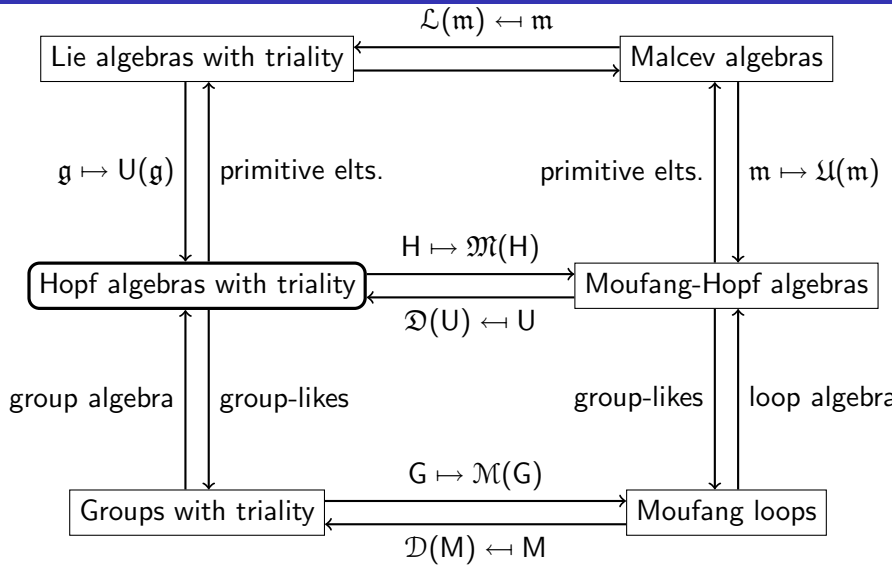 ℒ(𝔪) ↤ 𝔪
Lie algebras with triality
Malcev algebras
𝔤 ↦ U(𝔤)
primitive elts.
primitive elts.
𝔪 ↦ 𝔘(𝔪)
H ↦ 𝔐(H)
Hopf algebras with triality
Moufang-Hopf algebras
𝔇(U) ↤ U
group algebra
group-likes
group-likes
loop algebra
G ↦ ℳ(G)
Groups with triality
Moufang loops
𝒟(M) ↤ M